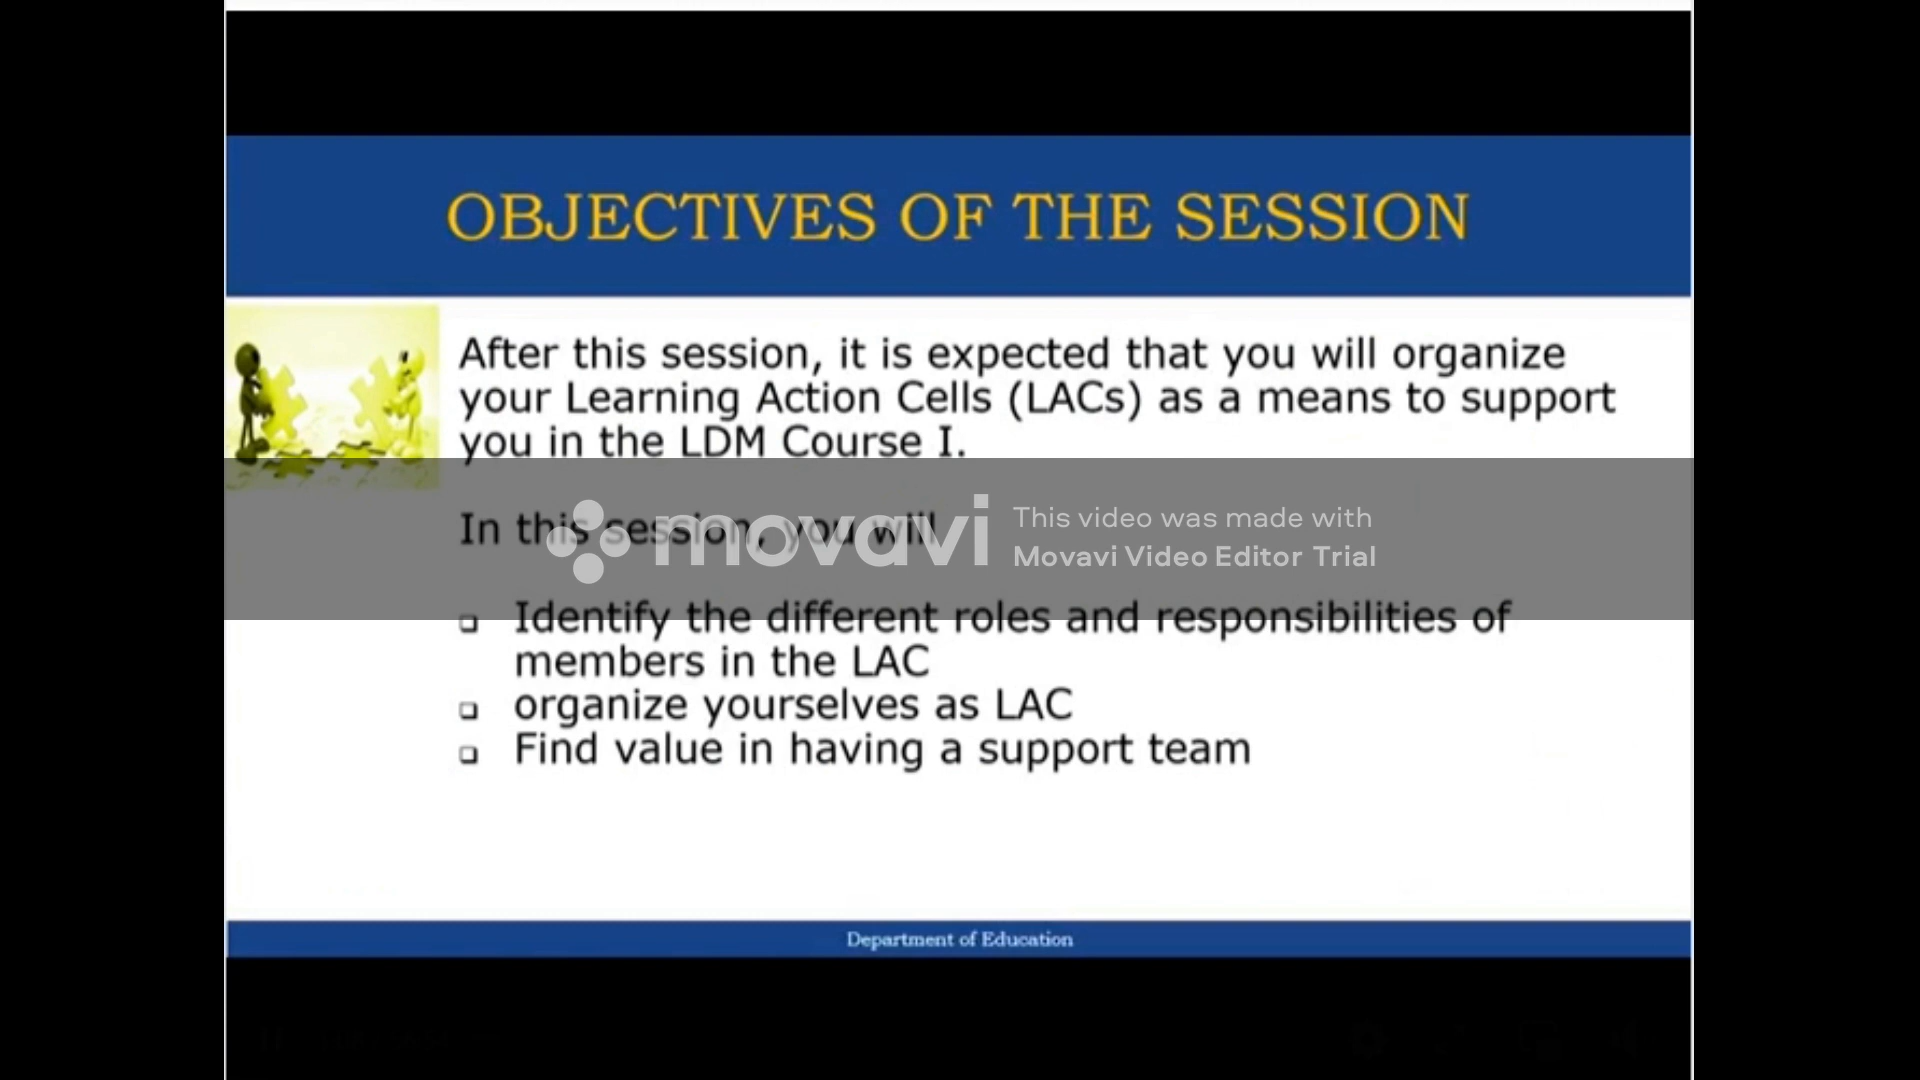 OBJECTIVES OF THE SESSION
After this session, it is expected that you will organize
your Learning Action Cells (LACs) as a means to support
you in the LDM Course I.
In this session, you will
movavi
This video was made with
Movavi Video Editor Trial
Identify the different roles and responsibilities of
members in the LAC
organize yourselves as LAC
Find value in having a support team
Department of Education